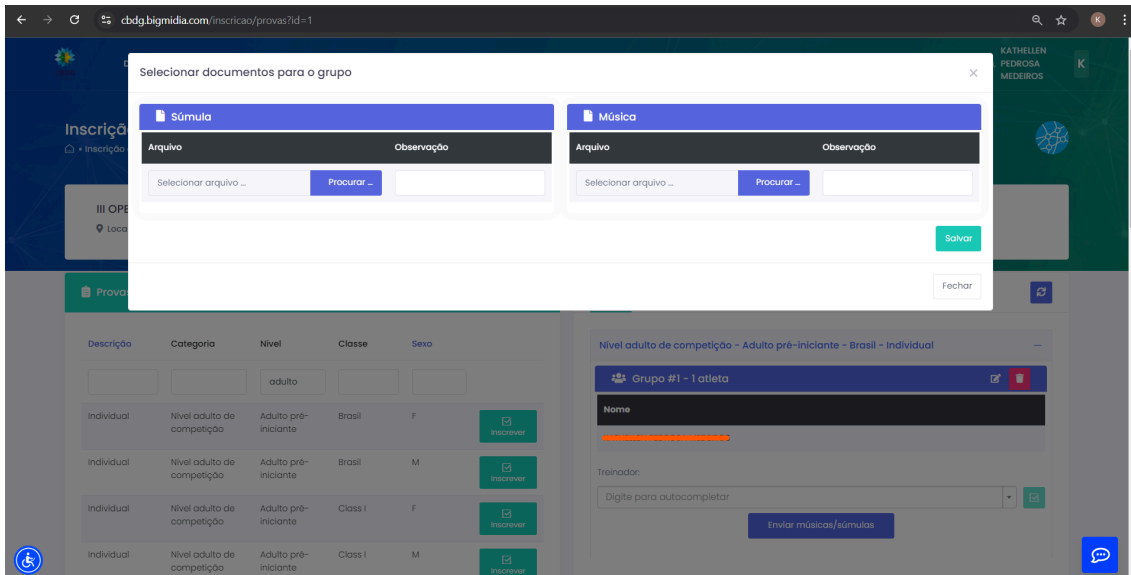 cbdg.bigmidia.com/inscricao/provas?id=1
K
KATHELLEN
PEDROSA
MEDEIROS
K
Selecionar documentos para o grupo
Súmula
Arquivo Observação
Selecionar arquivo ... Procurar ...
Música
Arquivo Observação
Selecionar arquivo ... Procurar ...
Salvar
Fechar
Inscriçã
Inscrição
III OPE
Loca
Prova
Descrição Categoria Nível Classe Sexo
adulto
Individual Nível adulto de competição Adulto pré-iniciante Brasil F Inscrever
Individual Nível adulto de competição Adulto pré-iniciante Brasil M Inscrever
Individual Nível adulto de competição Adulto pré-iniciante Class I F Inscrever
Individual Nível adulto de competição Adulto pré-iniciante Class I M Inscrever
Nível adulto de competição - Adulto pré-iniciante - Brasil - Individual
Grupo #1 - 1 atleta
Nome
Treinador:
Digite para autocompletar
Enviar músicas/súmulas